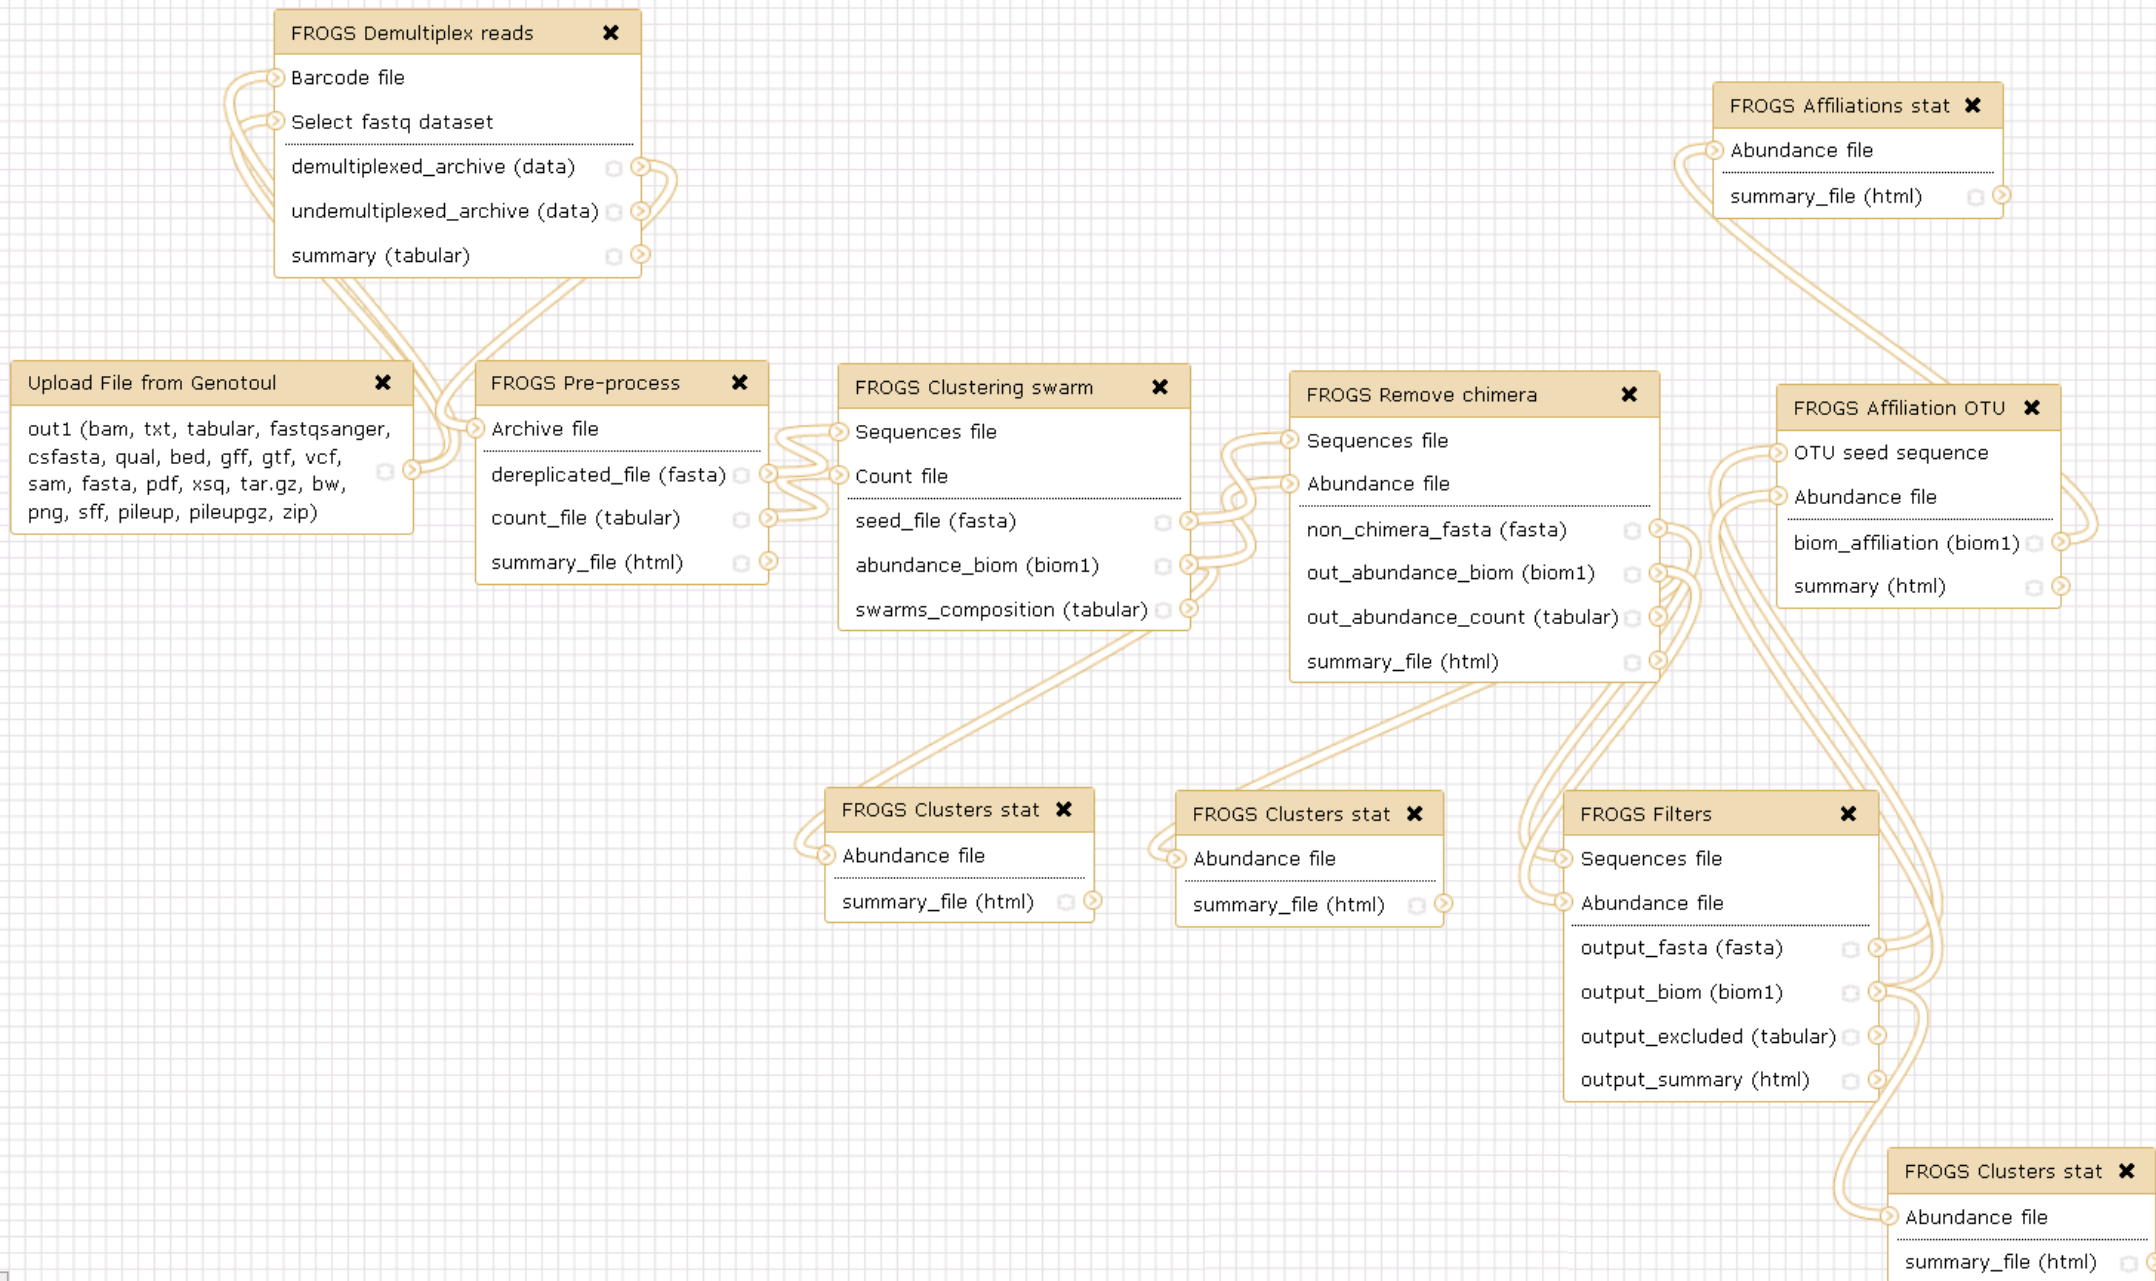 FROGS Demultiplex reads
Barcode file
Select fastq dataset
demultiplexed_archive (data)
undemultiplexed_archive (data)
summary (tabular)
Upload File from Genotoul
out1 (bam, txt, tabular, fastqsanger,
csfasta, qual, bed, gff, gtf, vcf,
sam, fasta, pdf, xsq, tar.gz, bw,
png, sff, pileup, pileupgz, zip)
FROGS Pre-process
Archive file
dereplicated_file (fasta)
count_file (tabular)
summary_file (html)
FROGS Clustering swarm
Sequences file
Count file
seed_file (fasta)
abundance_biom (biom1)
swarms_composition (tabular)
FROGS Remove chimera
Sequences file
Abundance file
non_chimera_fasta (fasta)
out_abundance_biom (biom1)
out_abundance_count (tabular)
summary_file (html)
FROGS Affiliations stat
Abundance file
summary_file (html)
FROGS Affiliation OTU
OTU seed sequence
Abundance file
biom_affiliation (biom1)
summary (html)
FROGS Clusters stat
Abundance file
summary_file (html)
FROGS Clusters stat
Abundance file
summary_file (html)
FROGS Filters
Sequences file
Abundance file
output_fasta (fasta)
output_biom (biom1)
output_excluded (tabular)
output_summary (html)
FROGS Clusters stat
Abundance file
summary_file (html)